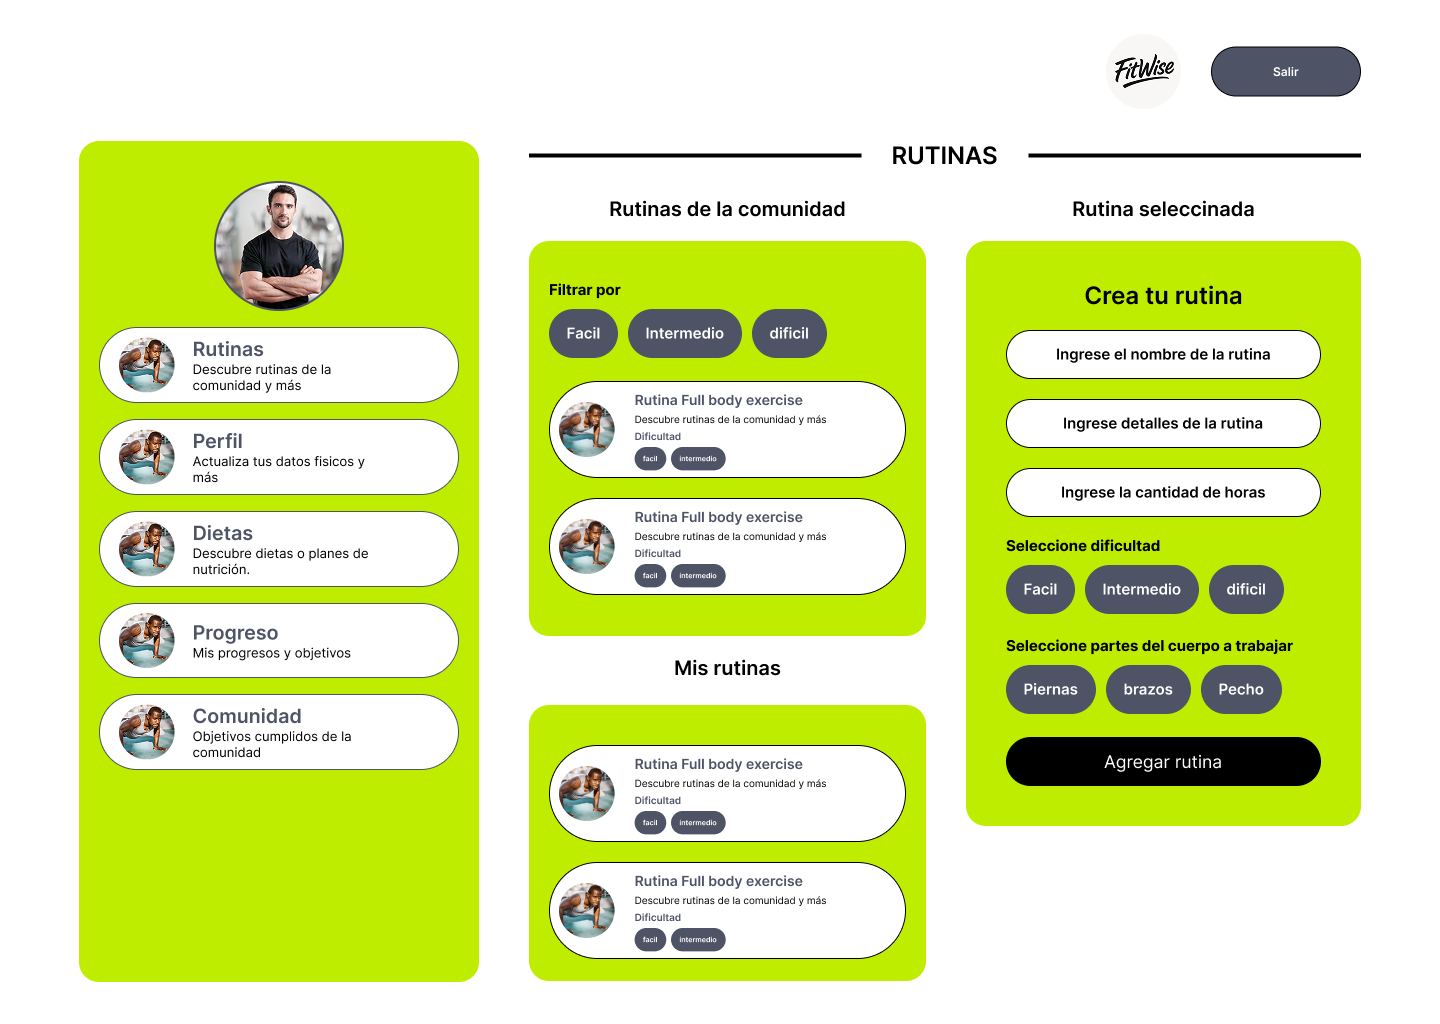 FitWise
Salir
Rutinas
Descubre rutinas de la
comunidad y más
Perfil
Actualiza tus datos fisicos y
más
Dietas
Descubre dietas o planes de
nutrición.
Progreso
Mis progresos y objetivos
Comunidad
Objetivos cumplidos de la
comunidad
RUTINAS
Rutinas de la comunidad
Filtrar por
Facil Intermedio dificil
Rutina Full body exercise
Descubre rutinas de la comunidad y más
Dificultad
facil intermedio
Rutina Full body exercise
Descubre rutinas de la comunidad y más
Dificultad
facil intermedio
Mis rutinas
Rutina Full body exercise
Descubre rutinas de la comunidad y más
Dificultad
facil intermedio
Rutina Full body exercise
Descubre rutinas de la comunidad y más
Dificultad
facil intermedio
Rutina seleccinada
Crea tu rutina
Ingrese el nombre de la rutina
Ingrese detalles de la rutina
Ingrese la cantidad de horas
Seleccione dificultad
Facil Intermedio dificil
Seleccione partes del cuerpo a trabajar
Piernas brazos Pecho
Agregar rutina